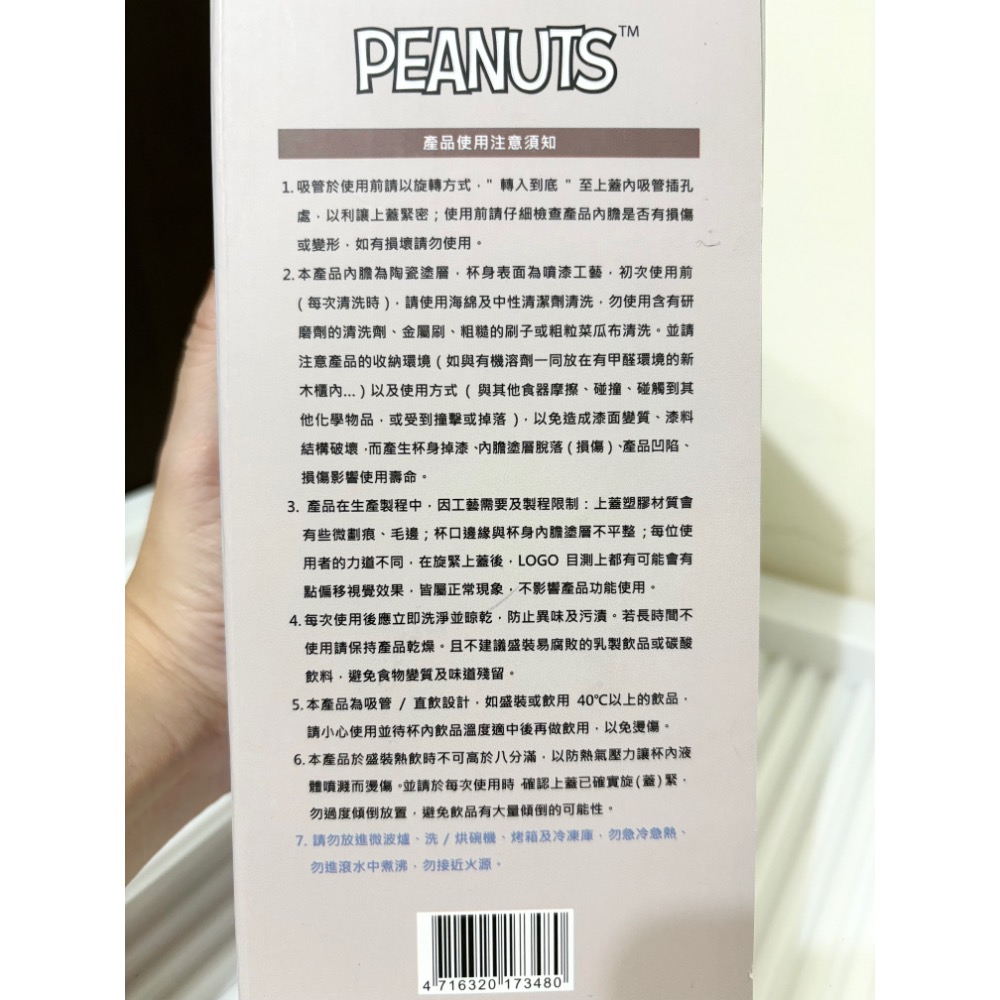 PEANUTS™
產品使用注意須知
1. 吸管於使用前請以旋轉方式，" 轉入到底 " 至上蓋內吸管插孔
處，以利讓上蓋緊密；使用前請仔細檢查產品內膽是否有損傷
或變形，如有損壞請勿使用。
2. 本產品內膽為陶瓷塗層，杯身表面為噴漆工藝，初次使用前
( 每次清洗時 )，請使用海綿及中性清潔劑清洗，勿使用含有研
磨劑的清洗劑、金屬刷、粗糙的刷子或粗粒菜瓜布清洗。並請
注意產品的收納環境 ( 如與有機溶劑一同放在有甲醛環境的新
木櫃內... ) 以及使用方式 ( 與其他食器摩擦、碰撞、碰觸到其
他化學物品，或受到撞擊或掉落 )，以免造成漆面變質、漆料
結構破壞，而產生杯身掉漆、內膽塗層脫落 ( 損傷 )、產品凹陷、
損傷影響使用壽命。
3. 產品在生產製程中，因工藝需要及製程限制：上蓋塑膠材質會
有些微劃痕、毛邊；杯口邊緣與杯身內膽塗層不平整；每位使
用者的力道不同，在旋緊上蓋後，LOGO 目測上都有可能會有
點偏移視覺效果，皆屬正常現象，不影響產品功能使用。
4. 每次使用後應立即洗淨並晾乾，防止異味及污漬。若長時間不
使用請保持產品乾燥。且不建議盛裝易腐敗的乳製飲品或碳酸
飲料，避免食物變質及味道殘留。
5. 本產品為吸管 / 直飲設計，如盛裝或飲用 40℃以上的飲品，
請小心使用並待杯內飲品溫度適中後再做飲用，以免燙傷。
6. 本產品於盛裝熱飲時不可高於八分滿，以防熱氣壓力讓杯內液
體噴濺而燙傷。並請於每次使用時，確認上蓋已確實旋(蓋)緊，
勿過度傾倒放置，避免飲品有大量傾倒的可能性。
7. 請勿放進微波爐、洗 / 烘碗機、烤箱及冷凍庫，勿急冷急熱、
勿進滾水中煮沸，勿接近火源。
4 716320 173480